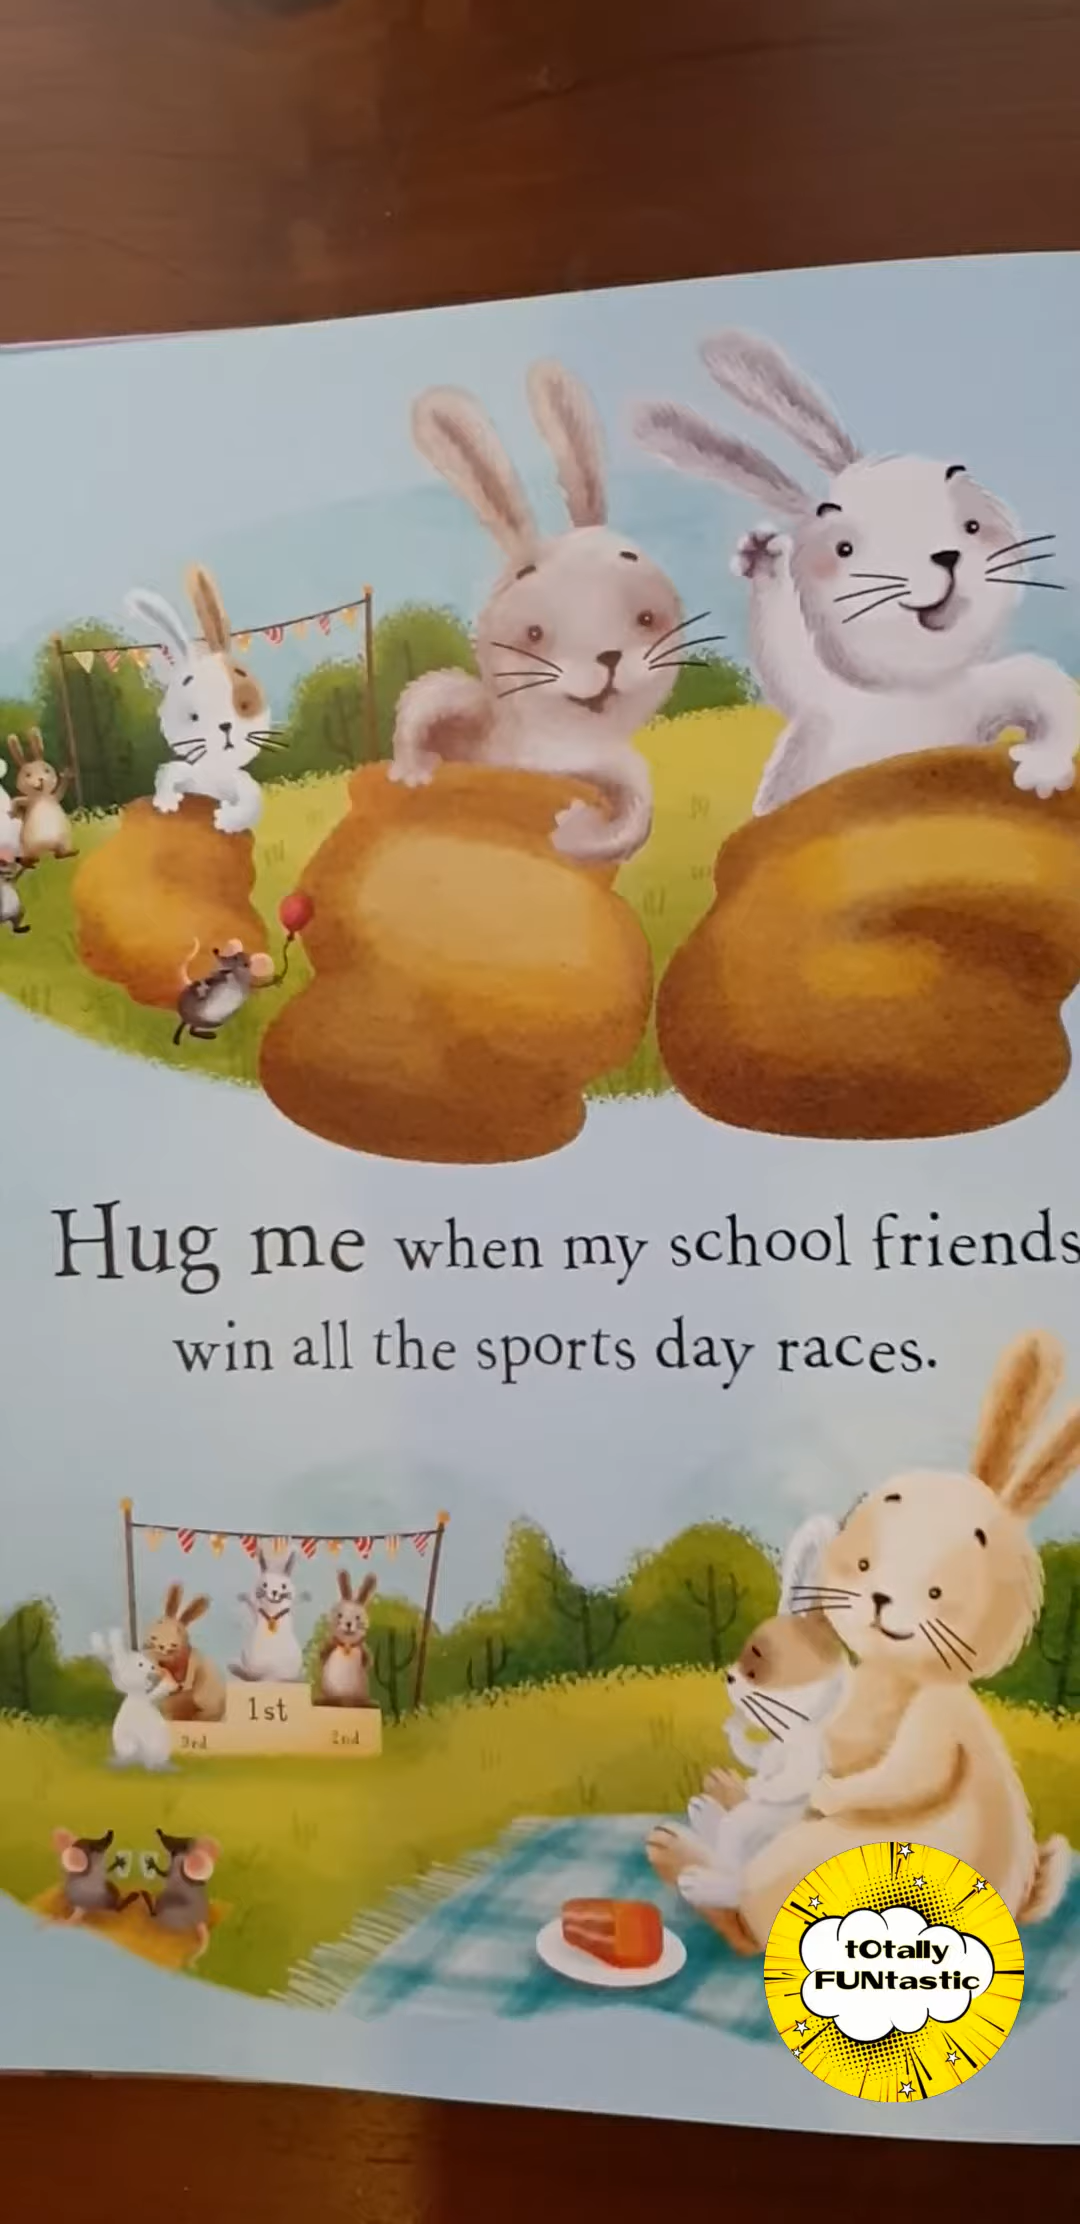 Hug me when my school friends
win all the sports day races.
1st
3rd
2nd
tOtally
FUNtastic